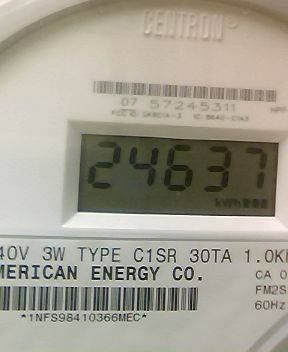 CENTRON®
07 57245311
24637
kWh
40V 3W TYPE C1SR 30TA 1.0K
MERICAN ENERGY CO.
CA 0
FM2S
60Hz
*1NFS98410366MEC*